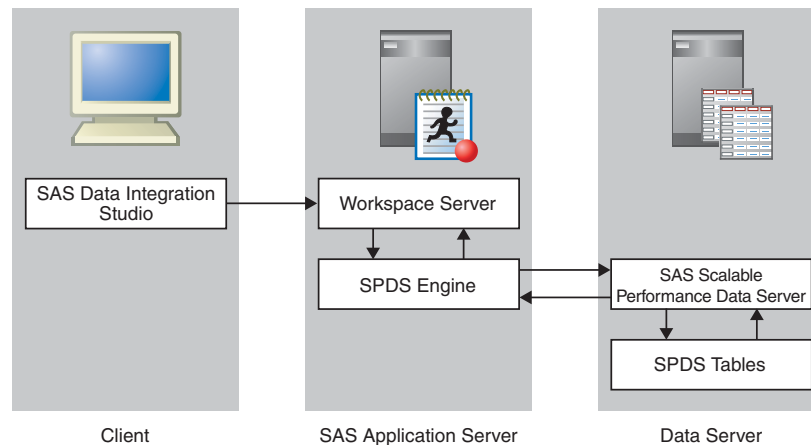 SAS Data Integration
Studio
Workspace Server
SPDS Engine
SAS Scalable
Performance Data Server
SPDS Tables
Client
SAS Application Server
Data Server